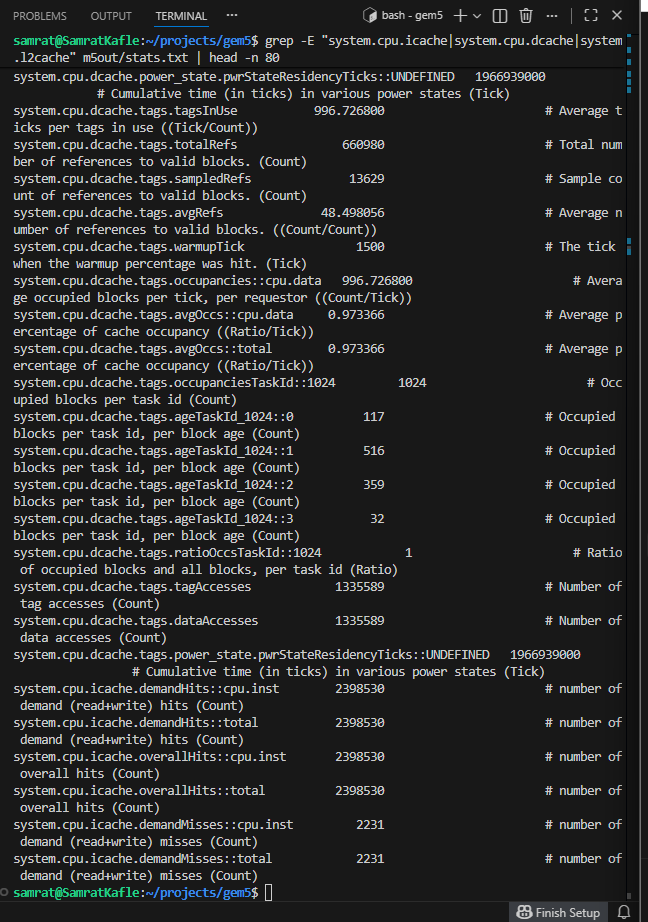 PROBLEMS OUTPUT TERMINAL ... bash - gem5
samrat@SamratKafle:~/projects/gem5$ grep -E "system.cpu.icache|system.cpu.dcache|system
.l2cache" m5out/stats.txt | head -n 80
system.cpu.dcache.power_state.pwrStateResidencyTicks::UNDEFINED 1966939000
# Cumulative time (in ticks) in various power states (Tick)
system.cpu.dcache.tags.tagsInUse 996.726800 # Average t
icks per tags in use ((Tick/Count))
system.cpu.dcache.tags.totalRefs 660980 # Total num
ber of references to valid blocks. (Count)
system.cpu.dcache.tags.sampledRefs 13629 # Sample co
unt of references to valid blocks. (Count)
system.cpu.dcache.tags.avgRefs 48.498056 # Average n
umber of references to valid blocks. ((Count/Count))
system.cpu.dcache.tags.warmupTick 1500 # The tick
when the warmup percentage was hit. (Tick)
system.cpu.dcache.tags.occupancies::cpu.data 996.726800 # Avera
ge occupied blocks per tick, per requestor ((Count/Tick))
system.cpu.dcache.tags.avgOccs::cpu.data 0.973366 # Average p
ercentage of cache occupancy ((Ratio/Tick))
system.cpu.dcache.tags.avgOccs::total 0.973366 # Average p
ercentage of cache occupancy ((Ratio/Tick))
system.cpu.dcache.tags.occupanciesTaskId::1024 1024 # Occ
upied blocks per task id (Count)
system.cpu.dcache.tags.ageTaskId_1024::0 117 # Occupied
blocks per task id, per block age (Count)
system.cpu.dcache.tags.ageTaskId_1024::1 516 # Occupied
blocks per task id, per block age (Count)
system.cpu.dcache.tags.ageTaskId_1024::2 359 # Occupied
blocks per task id, per block age (Count)
system.cpu.dcache.tags.ageTaskId_1024::3 32 # Occupied
blocks per task id, per block age (Count)
system.cpu.dcache.tags.ratioOccsTaskId::1024 1 # Ratio
of occupied blocks and all blocks, per task id (Ratio)
system.cpu.dcache.tags.tagAccesses 1335589 # Number of
tag accesses (Count)
system.cpu.dcache.tags.dataAccesses 1335589 # Number of
data accesses (Count)
system.cpu.dcache.tags.power_state.pwrStateResidencyTicks::UNDEFINED 1966939000
# Cumulative time (in ticks) in various power states (Tick)
system.cpu.icache.demandHits::cpu.inst 2398530 # number of
demand (read+write) hits (Count)
system.cpu.icache.demandHits::total 2398530 # number of
demand (read+write) hits (Count)
system.cpu.icache.overallHits::cpu.inst 2398530 # number of
overall hits (Count)
system.cpu.icache.overallHits::total 2398530 # number of
overall hits (Count)
system.cpu.icache.demandMisses::cpu.inst 2231 # number of
demand (read+write) misses (Count)
system.cpu.icache.demandMisses::total 2231 # number of
demand (read+write) misses (Count)
samrat@SamratKafle:~/projects/gem5$
Finish Setup